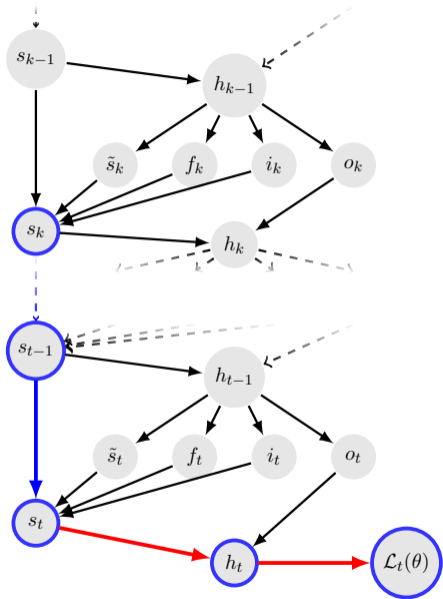 s_{k−1}
h_{k−1}
s̃_k f_k i_k o_k
s_k
h_k
s_{t−1}
h_{t−1}
s̃_t f_t i_t o_t
s_t
h_t ℒ_t(θ)